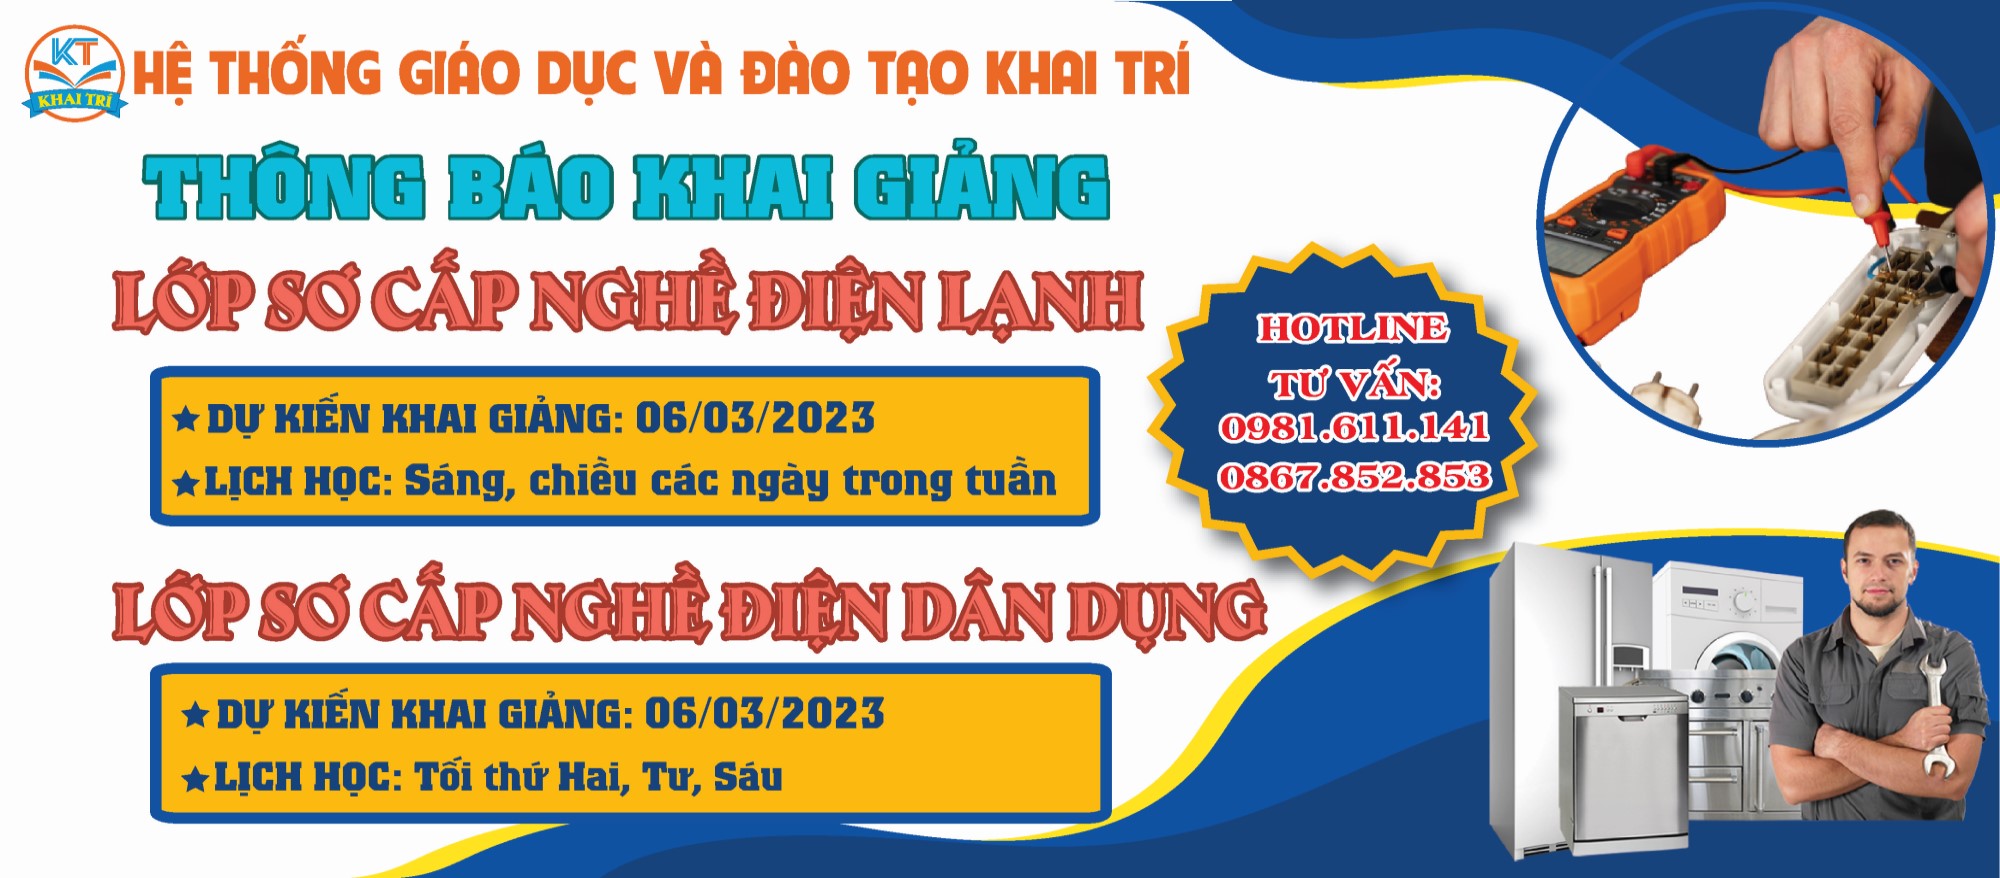 KT
KHAI TRÍ
HỆ THỐNG GIÁO DỤC VÀ ĐÀO TẠO KHAI TRÍ
THÔNG BÁO KHAI GIẢNG
LỚP SƠ CẤP NGHỀ ĐIỆN LẠNH
★ DỰ KIẾN KHAI GIẢNG: 06/03/2023
★ LỊCH HỌC: Sáng, chiều các ngày trong tuần
HOTLINE
TƯ VẤN:
0981.611.141
0867.852.853
LỚP SƠ CẤP NGHỀ ĐIỆN DÂN DỤNG
★ DỰ KIẾN KHAI GIẢNG: 06/03/2023
★ LỊCH HỌC: Tối thứ Hai, Tư, Sáu